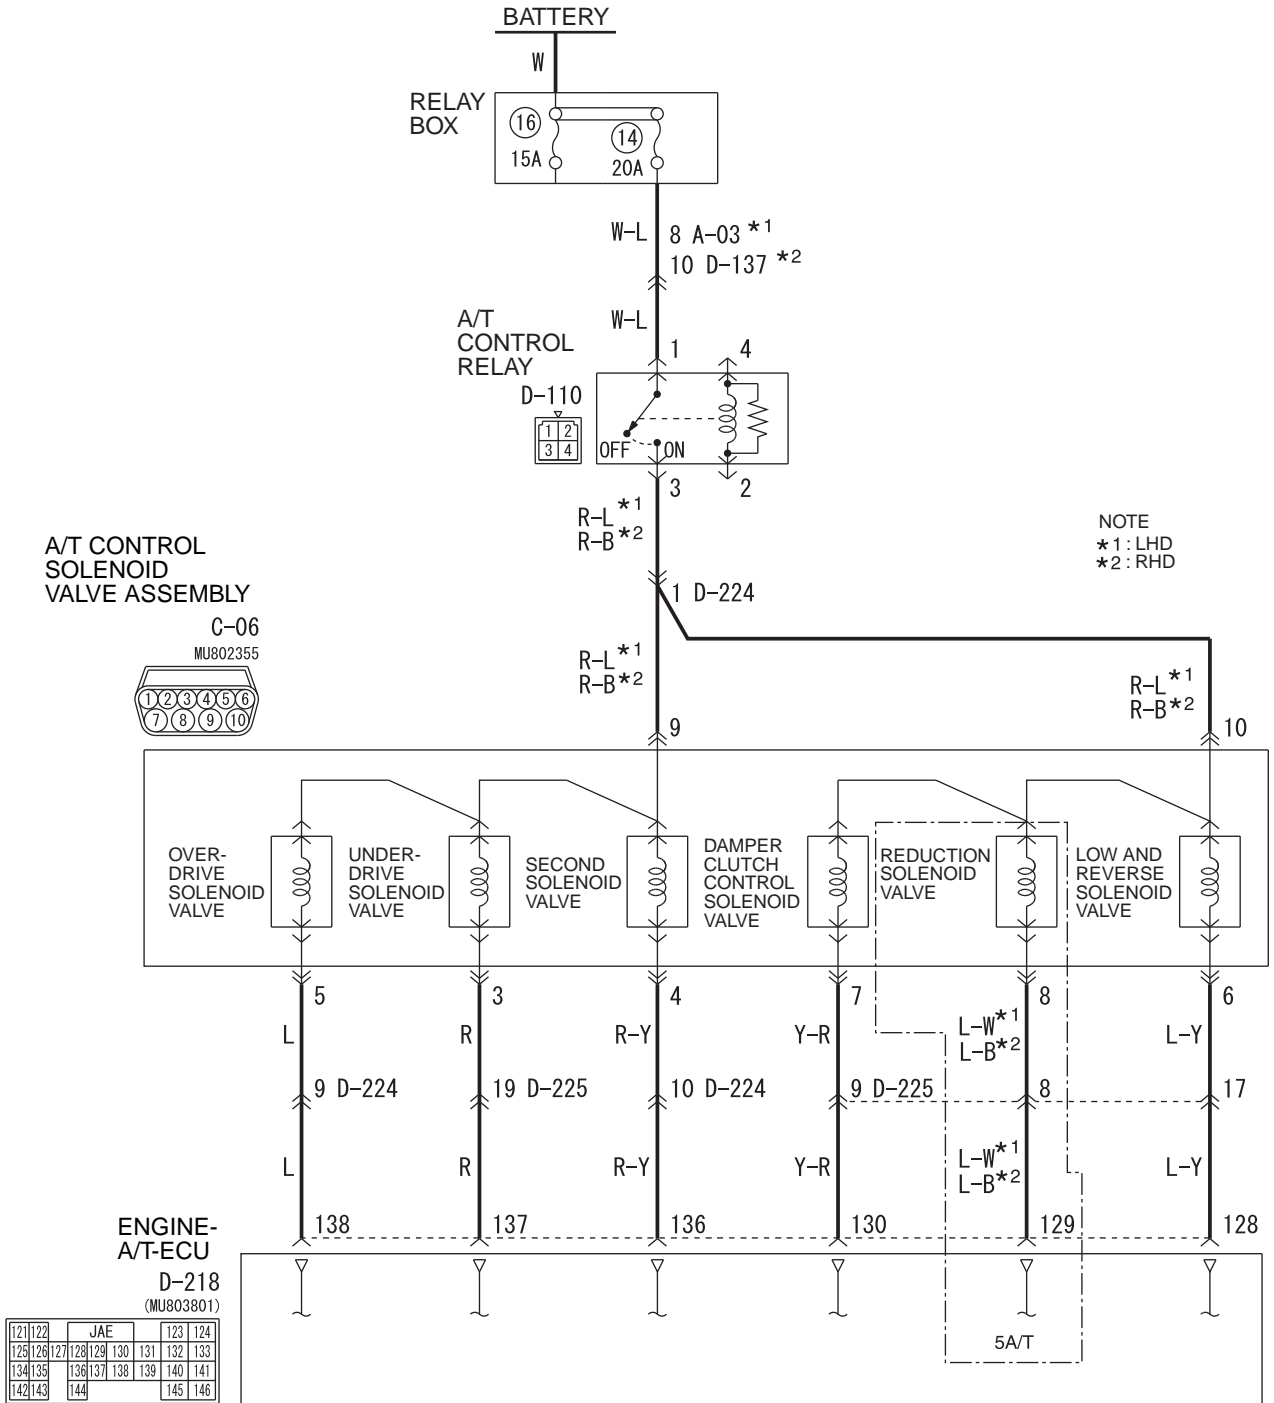 BATTERY
W
RELAY
BOX
16
15A
14
20A
W-L
8 A-03 *1
10 D-137 *2
W-L
A/T
CONTROL
RELAY
1
4
D-110
1 2
3 4
OFF
ON
3
2
R-L*1
R-B*2
NOTE
*1 : LHD
*2 : RHD
1 D-224
A/T CONTROL
SOLENOID
VALVE ASSEMBLY
C-06
MU802355
1 2 3 4 5 6
7 8 9 10
R-L*1
R-B*2
R-L*1
R-B*2
9
10
OVER-
DRIVE
SOLENOID
VALVE
UNDER-
DRIVE
SOLENOID
VALVE
SECOND
SOLENOID
VALVE
DAMPER
CLUTCH
CONTROL
SOLENOID
VALVE
REDUCTION
SOLENOID
VALVE
LOW AND
REVERSE
SOLENOID
VALVE
5
3
4
7
8
6
L
R
R-Y
Y-R
L-W*1
L-B*2
L-Y
9 D-224
19 D-225
10 D-224
9 D-225
8
17
L
R
R-Y
Y-R
L-W*1
L-B*2
L-Y
138
137
136
130
129
128
ENGINE-
A/T-ECU
D-218
(MU803801)
121 122 JAE 123 124
125 126 127 128 129 130 131 132 133
134 135 136 137 138 139 140 141
142 143 144 145 146
5A/T